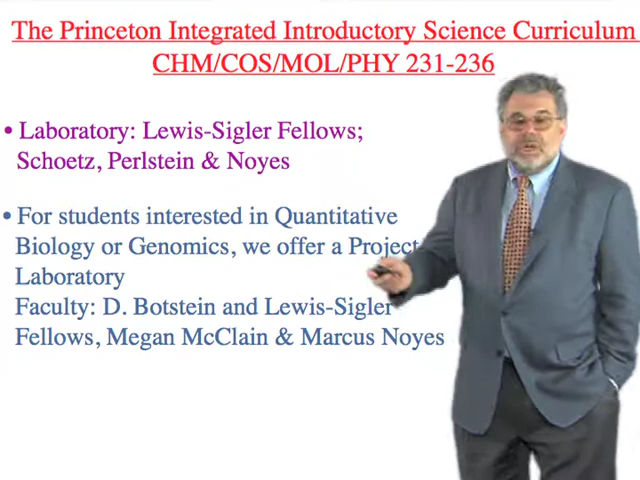 The Princeton Integrated Introductory Science Curriculum
CHM/COS/MOL/PHY 231-236
• Laboratory: Lewis-Sigler Fellows;
Schoetz, Perlstein & Noyes
• For students interested in Quantitative
Biology or Genomics, we offer a Project
Laboratory
Faculty: D. Botstein and Lewis-Sigler
Fellows, Megan McClain & Marcus Noyes